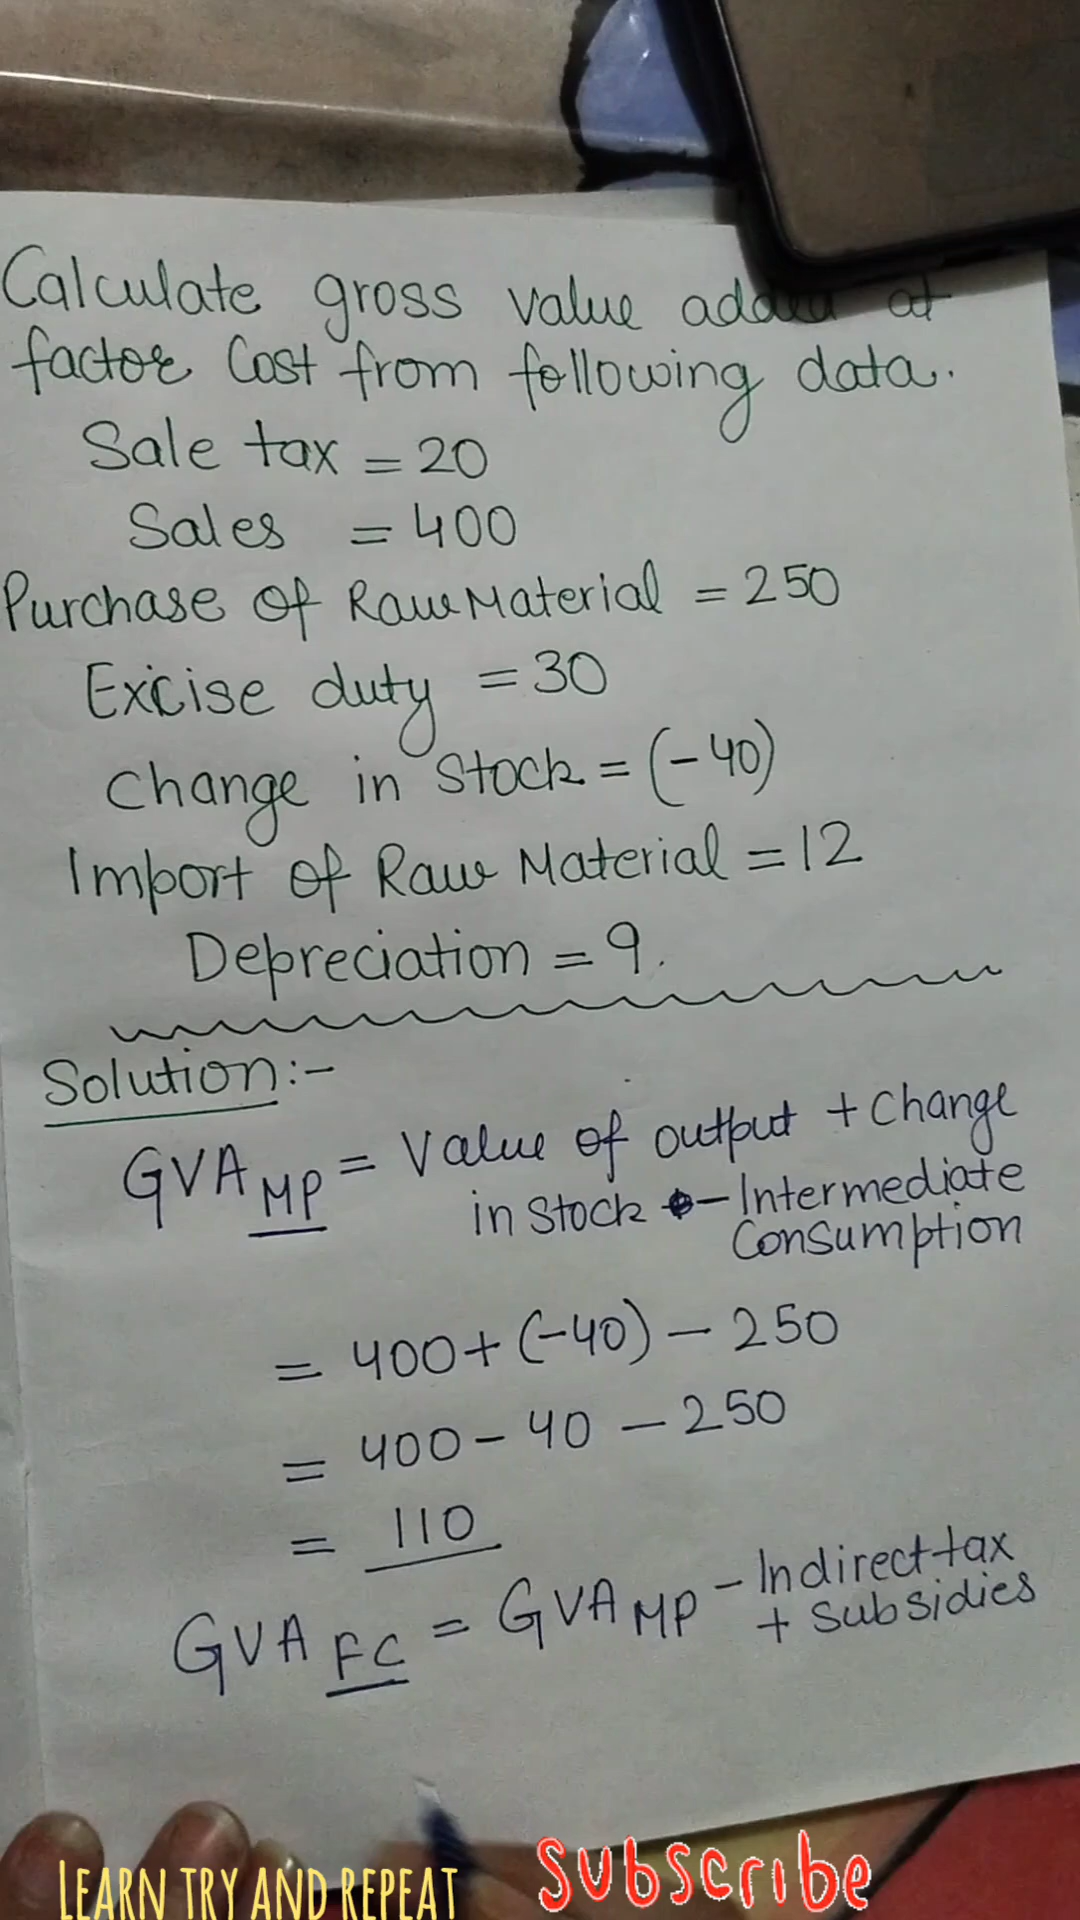 Calculate gross value added at
factor Cost from following data.
Sale tax = 20
Sales = 400
Purchase of Raw Material = 250
Excise duty = 30
Change in Stock = (-40)
Import of Raw Material = 12
Depreciation = 9.
Solution:-
GVA MP = Value of output + Change
in Stock - Intermediate
Consumption
= 400 + (-40) - 250
= 400 - 40 - 250
= 110
GVA FC = GVA MP - Indirect tax
+ Subsidies
LEARN TRY AND REPEAT
Subscribe